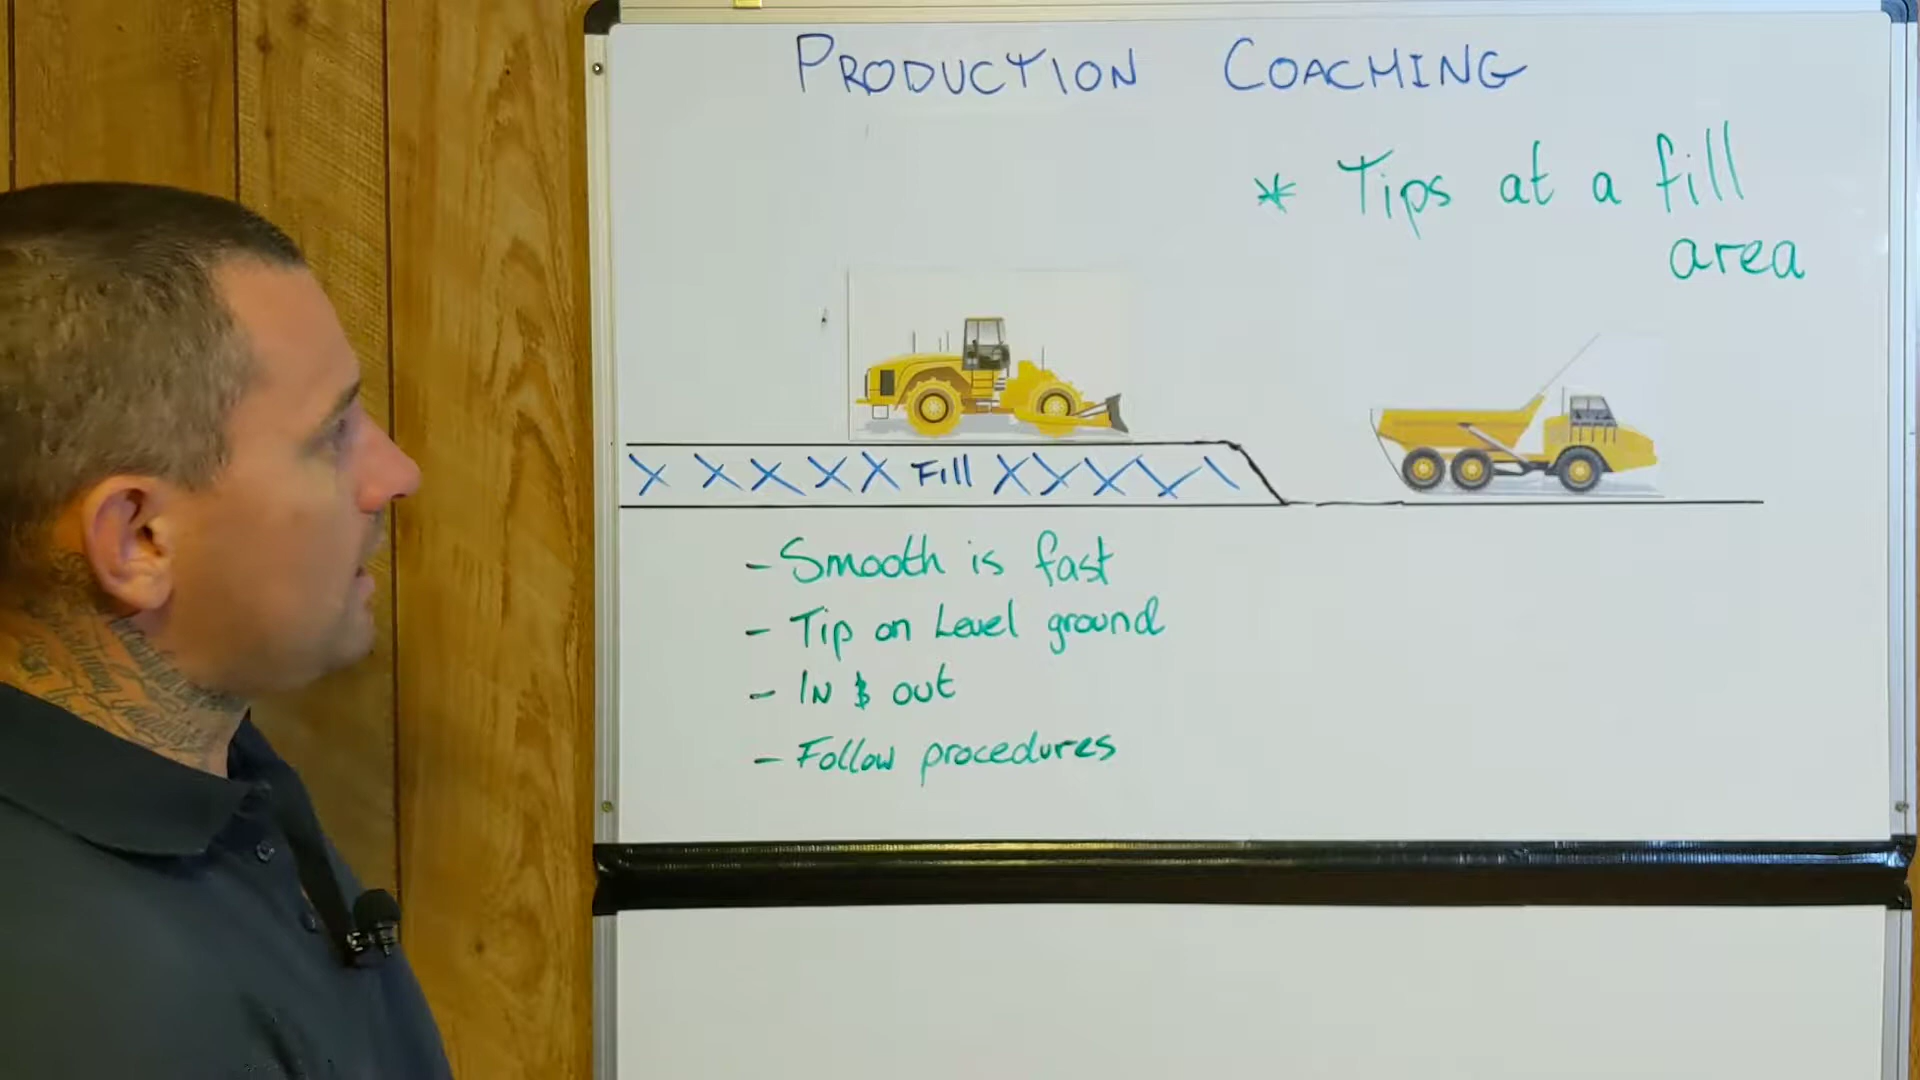 PRODUCTION COACHING
* Tips at a fill
area
X X X X X Fill X X X X \
- Smooth is fast
- Tip on Level ground
- IN $ out
- Follow procedures